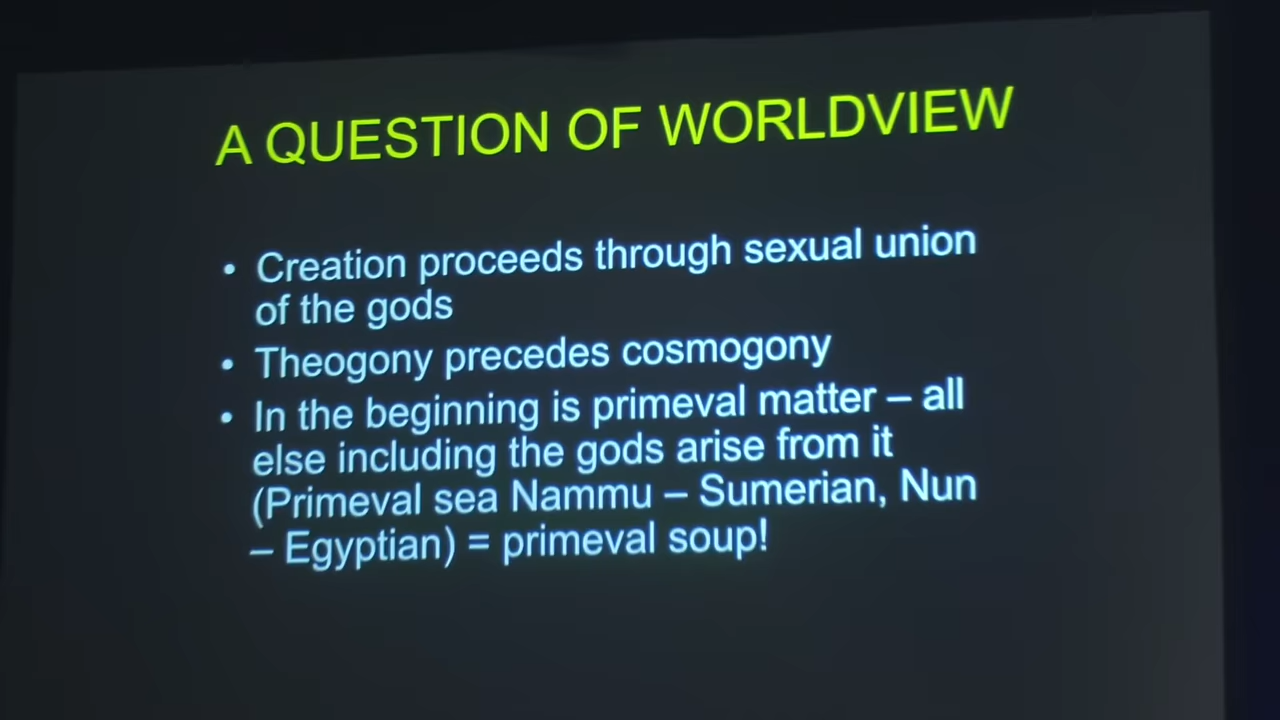 A QUESTION OF WORLDVIEW
• Creation proceeds through sexual union
of the gods
• Theogony precedes cosmogony
• In the beginning is primeval matter – all
else including the gods arise from it
(Primeval sea Nammu – Sumerian, Nun
– Egyptian) = primeval soup!